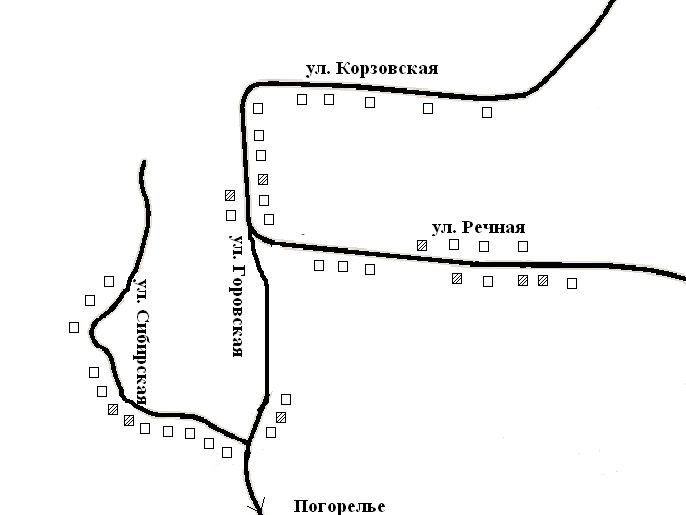 ул. Корзовская
ул. Речная
ул. Горовская
ул. Сибирская
Погорелье